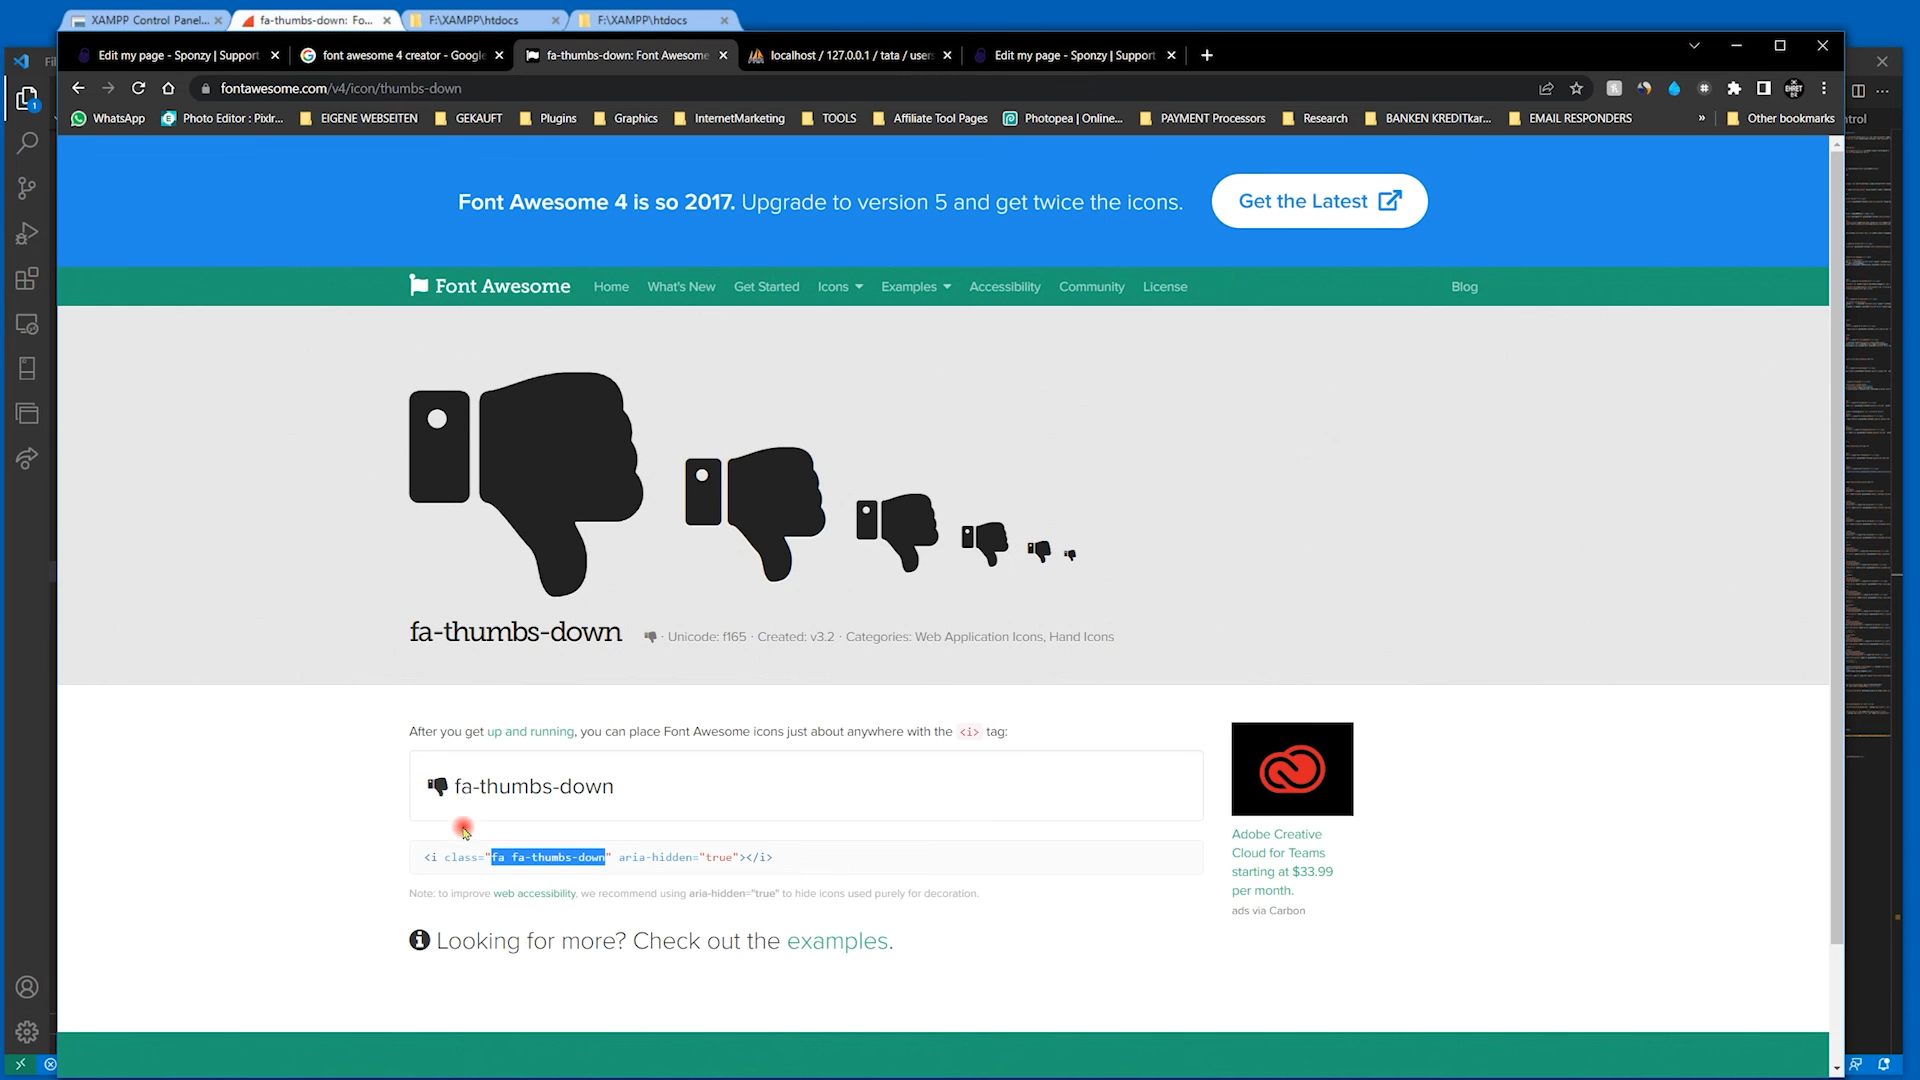 XAMPP Control Panel...
fa-thumbs-down: Fo...
F:\XAMPP\htdocs
F:\XAMPP\htdocs
Edit my page - Sponzy | Support
font awesome 4 creator - Google
fa-thumbs-down: Font Awesome
localhost / 127.0.0.1 / tata / users
Edit my page - Sponzy | Support
fontawesome.com/v4/icon/thumbs-down
WhatsApp
Photo Editor : Pixlr...
EIGENE WEBSEITEN
GEKAUFT
Plugins
Graphics
InternetMarketing
TOOLS
Affiliate Tool Pages
Photopea | Online...
PAYMENT Processors
Research
BANKEN KREDITkar...
EMAIL RESPONDERS
»
Other bookmarks
Font Awesome 4 is so 2017. Upgrade to version 5 and get twice the icons.
Get the Latest
Font Awesome
Home
What's New
Get Started
Icons
Examples
Accessibility
Community
License
Blog
fa-thumbs-down
· Unicode: f165 · Created: v3.2 · Categories: Web Application Icons, Hand Icons
After you get up and running, you can place Font Awesome icons just about anywhere with the <i> tag:
fa-thumbs-down
<i class="fa fa-thumbs-down" aria-hidden="true"></i>
Note: to improve web accessibility, we recommend using aria-hidden="true" to hide icons used purely for decoration.
Looking for more? Check out the examples.
Adobe Creative
Cloud for Teams
starting at $33.99
per month.
ads via Carbon